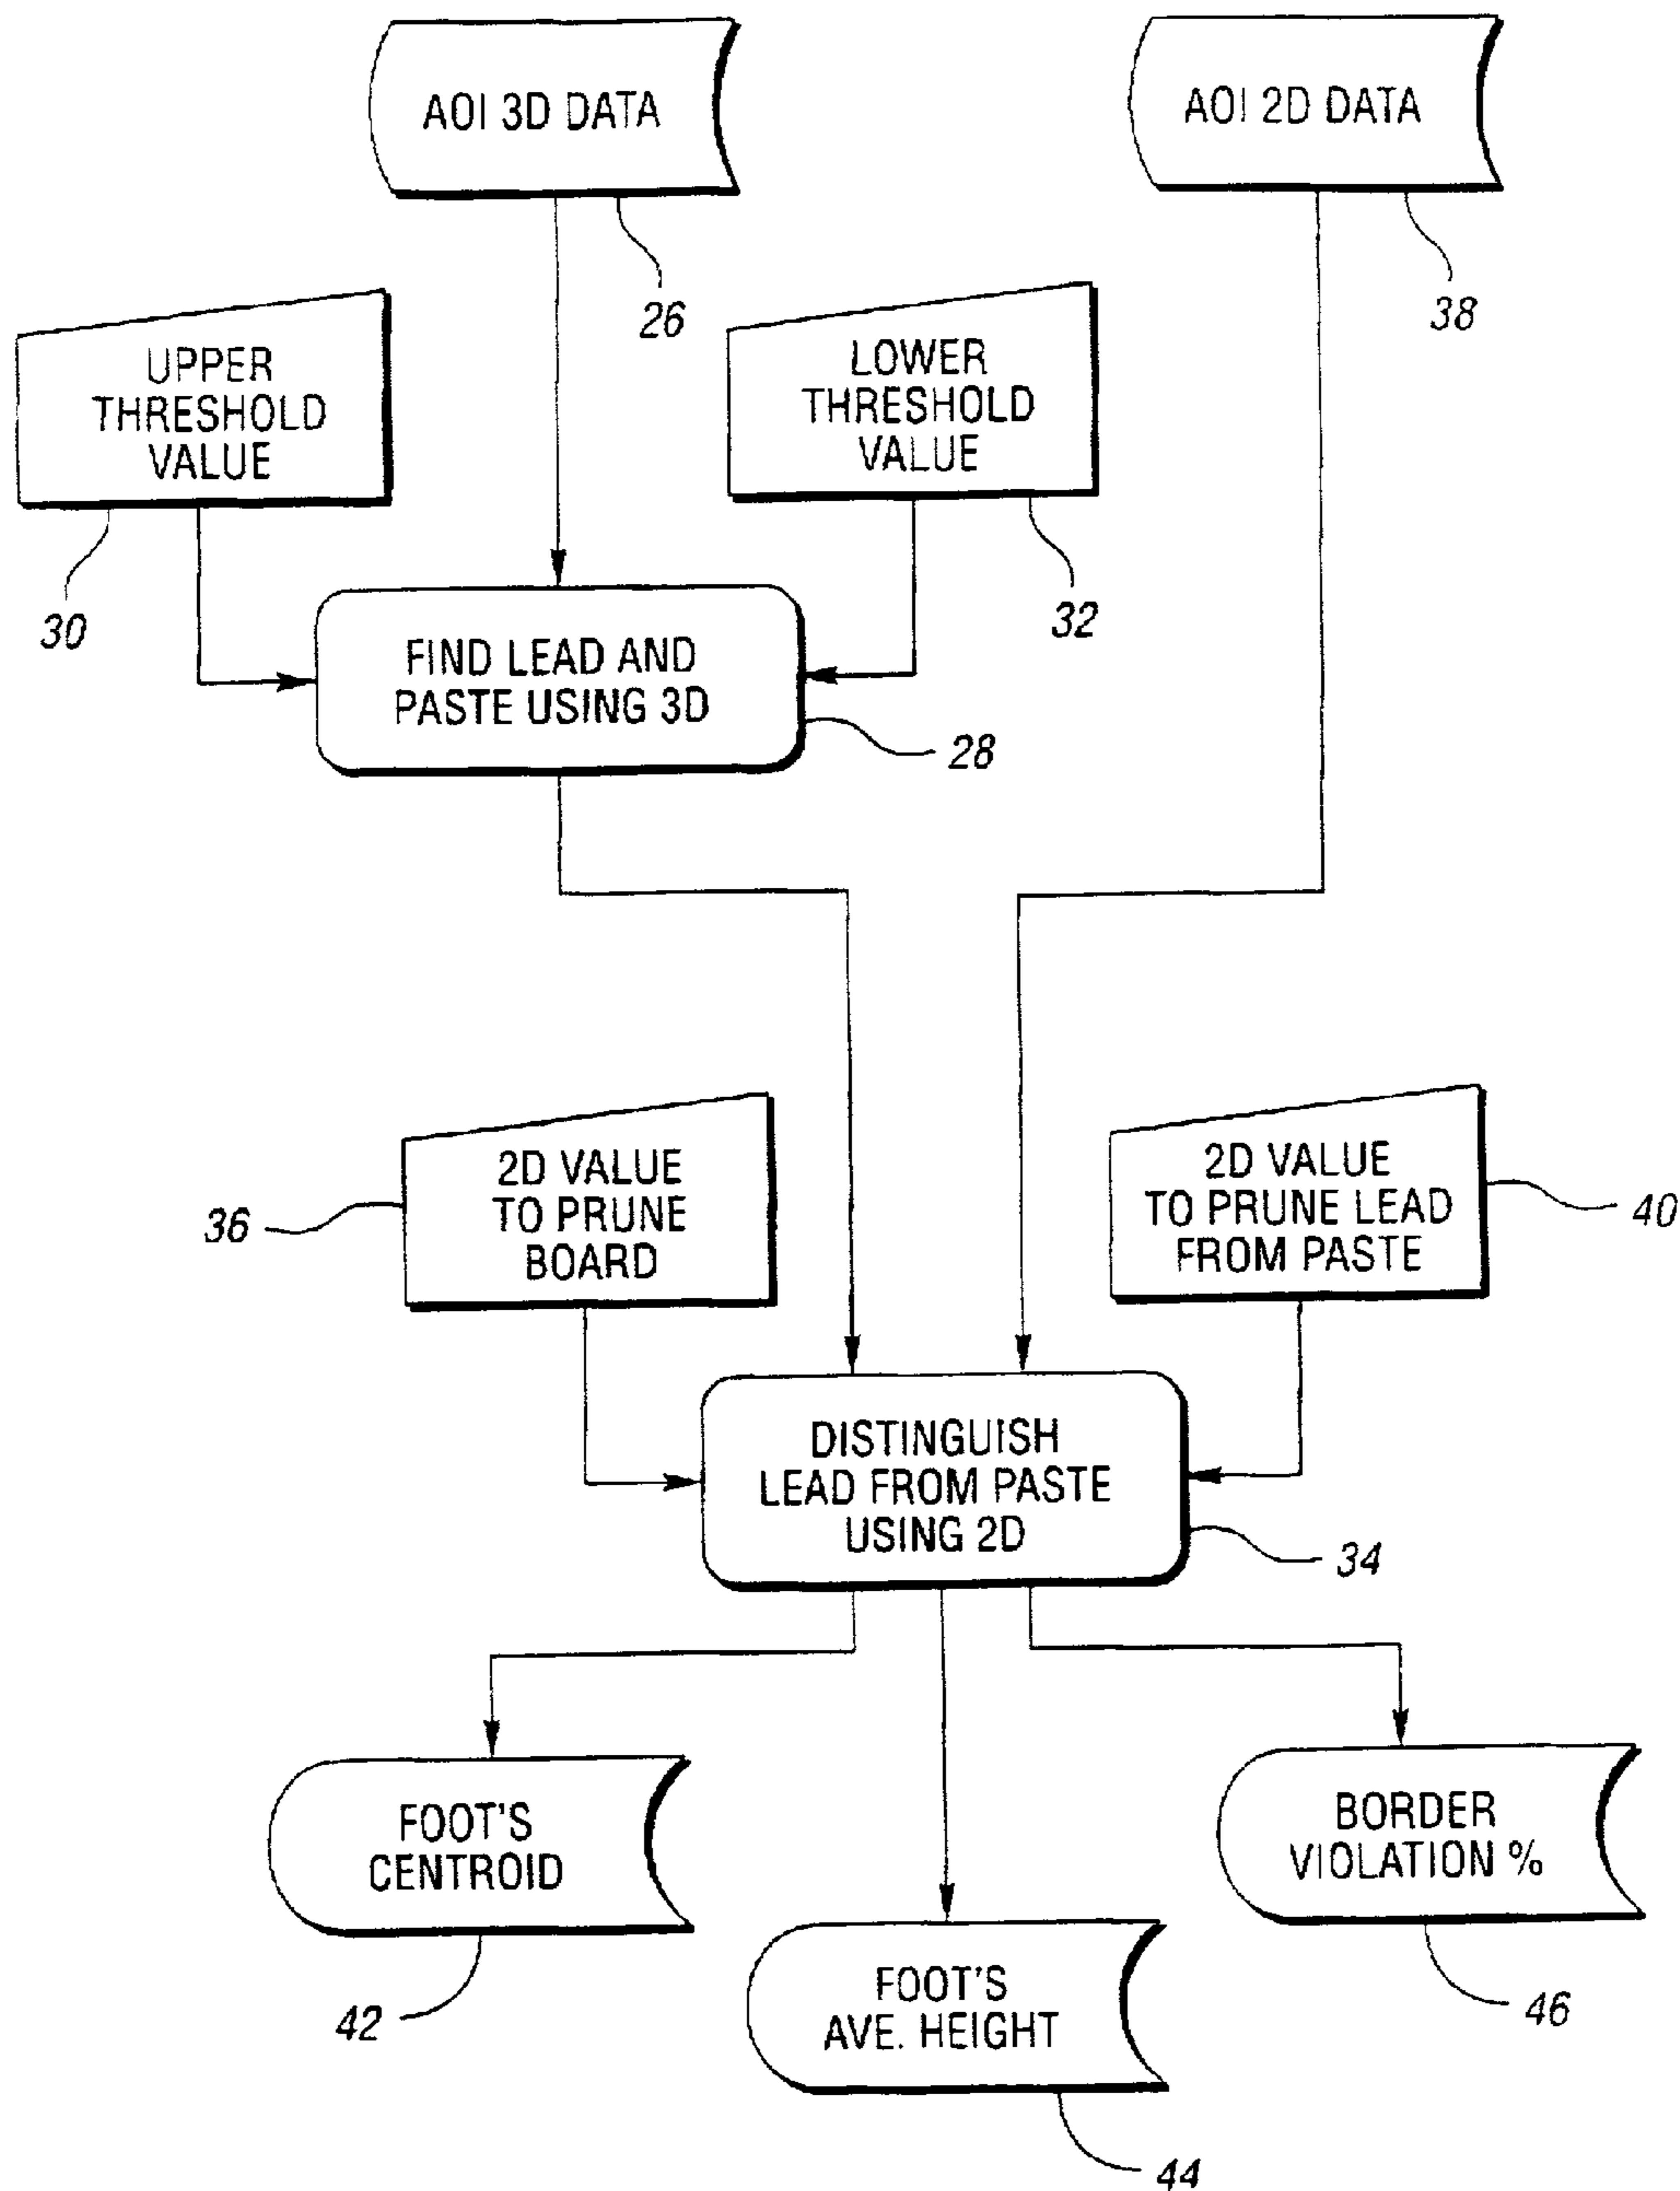 AOI 3D DATA
AOI 2D DATA
26
38
UPPER
THRESHOLD
VALUE
LOWER
THRESHOLD
VALUE
30
32
FIND LEAD AND
PASTE USING 3D
28
2D VALUE
TO PRUNE
BOARD
36
2D VALUE
TO PRUNE LEAD
FROM PASTE
40
DISTINGUISH
LEAD FROM PASTE
USING 2D
34
FOOT'S
CENTROID
BORDER
VIOLATION %
42
FOOT'S
AVE. HEIGHT
46
44